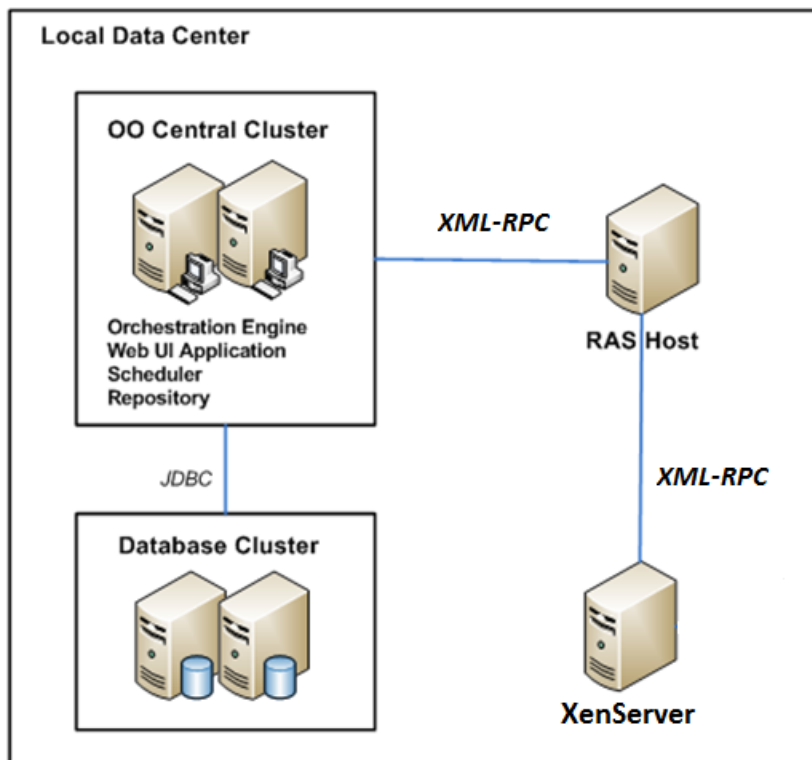 Local Data Center
OO Central Cluster
XML-RPC
Orchestration Engine
Web UI Application
Scheduler
Repository
RAS Host
JDBC
XML-RPC
Database Cluster
XenServer